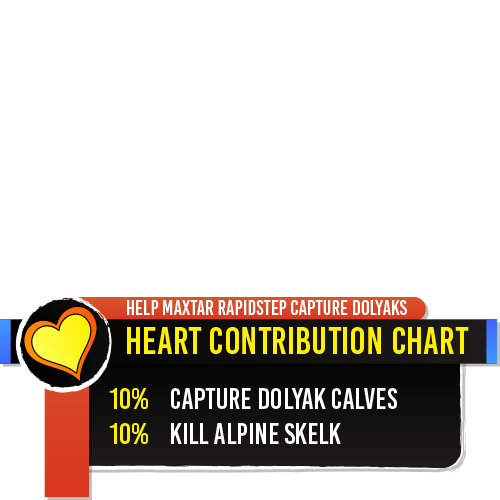 HELP MAXTAR RAPIDSTEP CAPTURE DOLYAKS
HEART CONTRIBUTION CHART
10% CAPTURE DOLYAK CALVES
10% KILL ALPINE SKELK